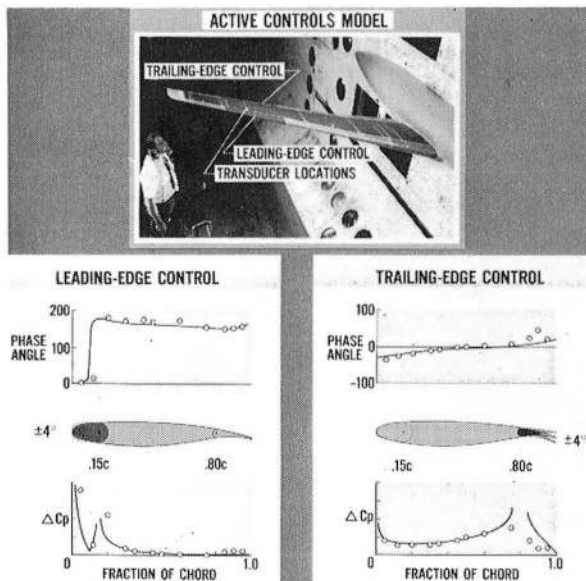 ACTIVE CONTROLS MODEL
TRAILING-EDGE CONTROL
LEADING-EDGE CONTROL
TRANSDUCER LOCATIONS
LEADING-EDGE CONTROL
200
PHASE
ANGLE
100
0
±4°
.15c
.80c
ΔCp
0
1.0
FRACTION OF CHORD
TRAILING-EDGE CONTROL
100
PHASE
ANGLE
0
-100
±4°
.15c
.80c
ΔCp
0
1.0
FRACTION OF CHORD